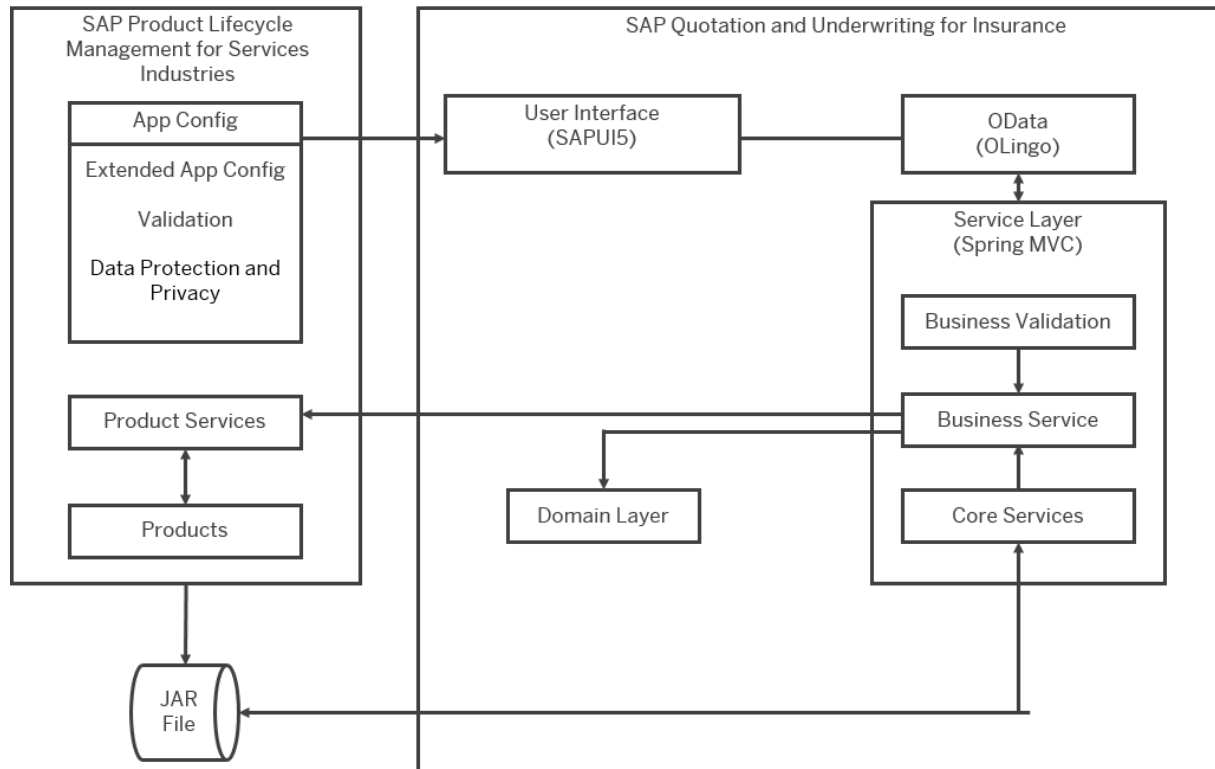 SAP Product Lifecycle
Management for Services
Industries
App Config
Extended App Config
Validation
Data Protection and
Privacy
Product Services
Products
JAR
File
SAP Quotation and Underwriting for Insurance
User Interface
(SAPUI5)
OData
(OLingo)
Service Layer
(Spring MVC)
Business Validation
Business Service
Core Services
Domain Layer